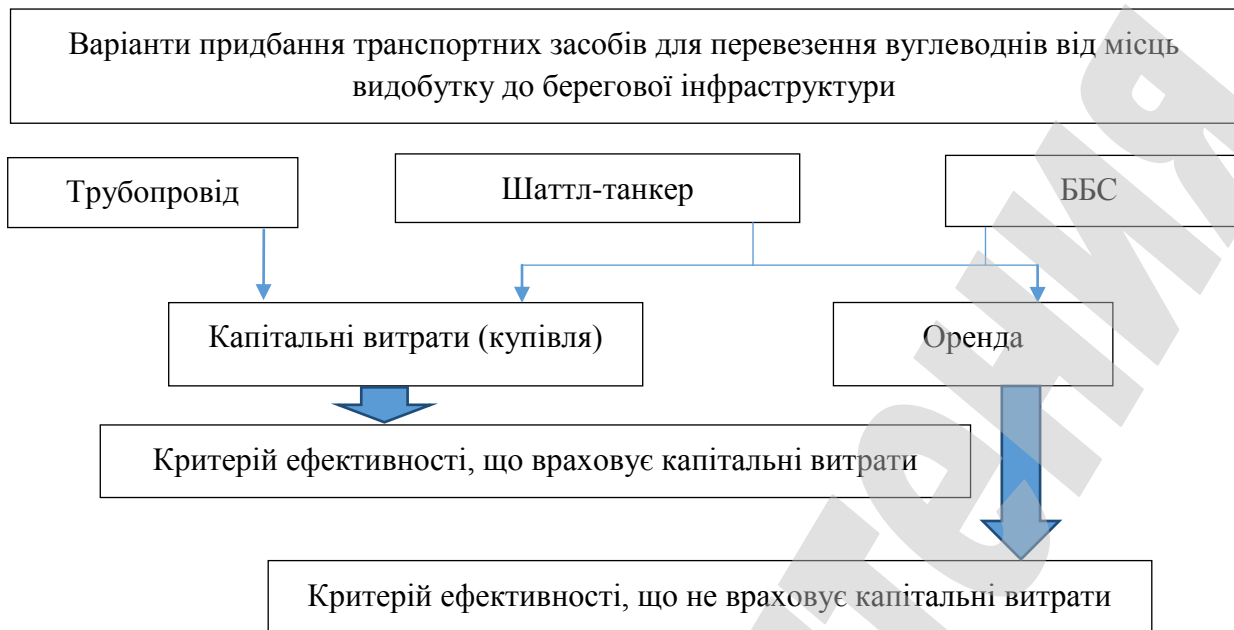 Варіанти придбання транспортних засобів для перевезення вуглеводнів від місць
видобутку до берегової інфраструктури
Трубопровід
Шаттл-танкер
ББС
Капітальні витрати (купівля)
Оренда
Критерій ефективності, що враховує капітальні витрати
Критерій ефективності, що не враховує капітальні витрати